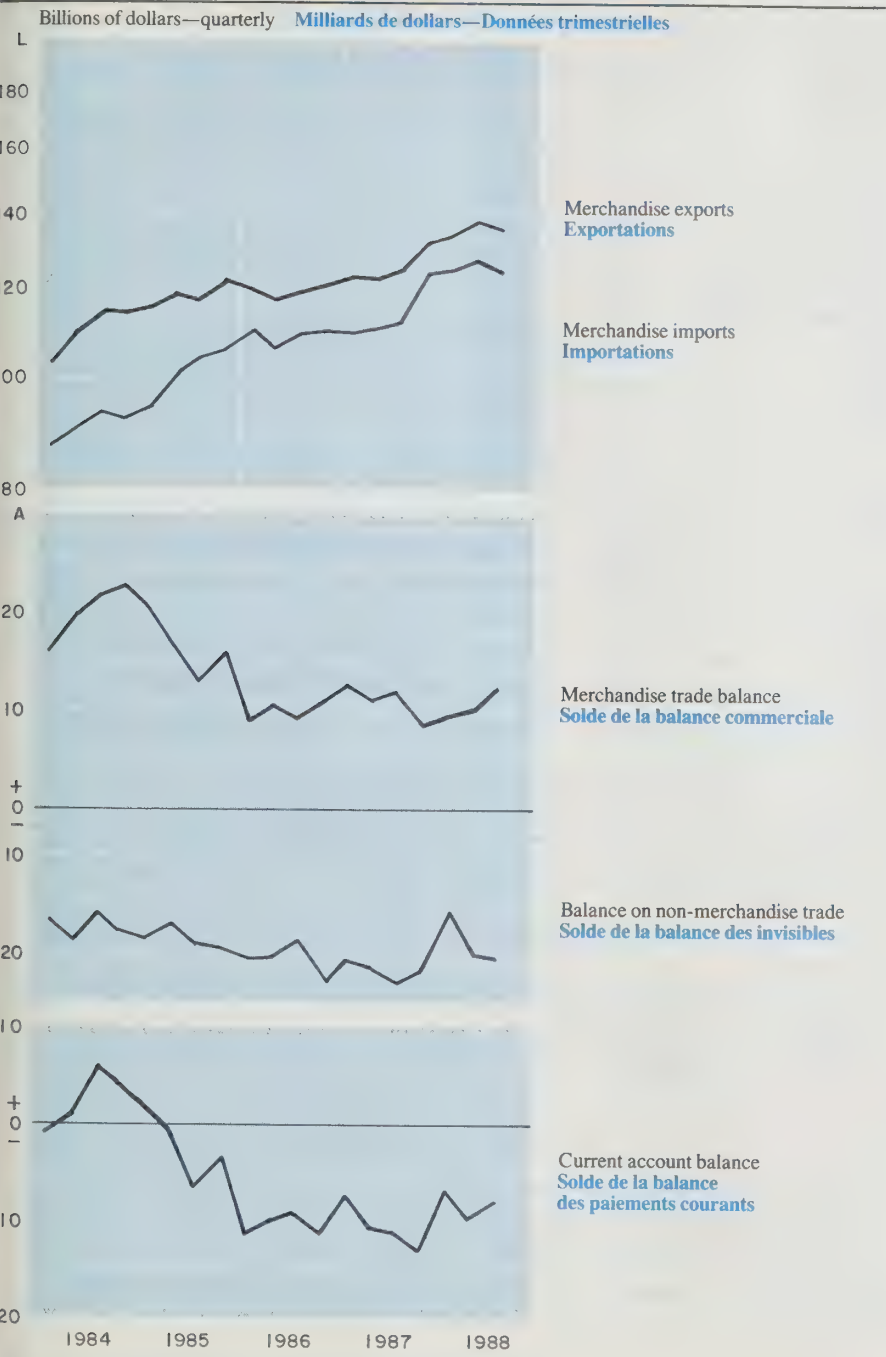 Billions of dollars—quarterly Milliards de dollars—Données trimestrielles
L
180
160
40
20
00
80
Merchandise exports
Exportations
Merchandise imports
Importations
A
20
10
+
0
−
10
20
Merchandise trade balance
Solde de la balance commerciale
Balance on non-merchandise trade
Solde de la balance des invisibles
10
+
0
−
10
20
Current account balance
Solde de la balance
des paiements courants
1984 1985 1986 1987 1988